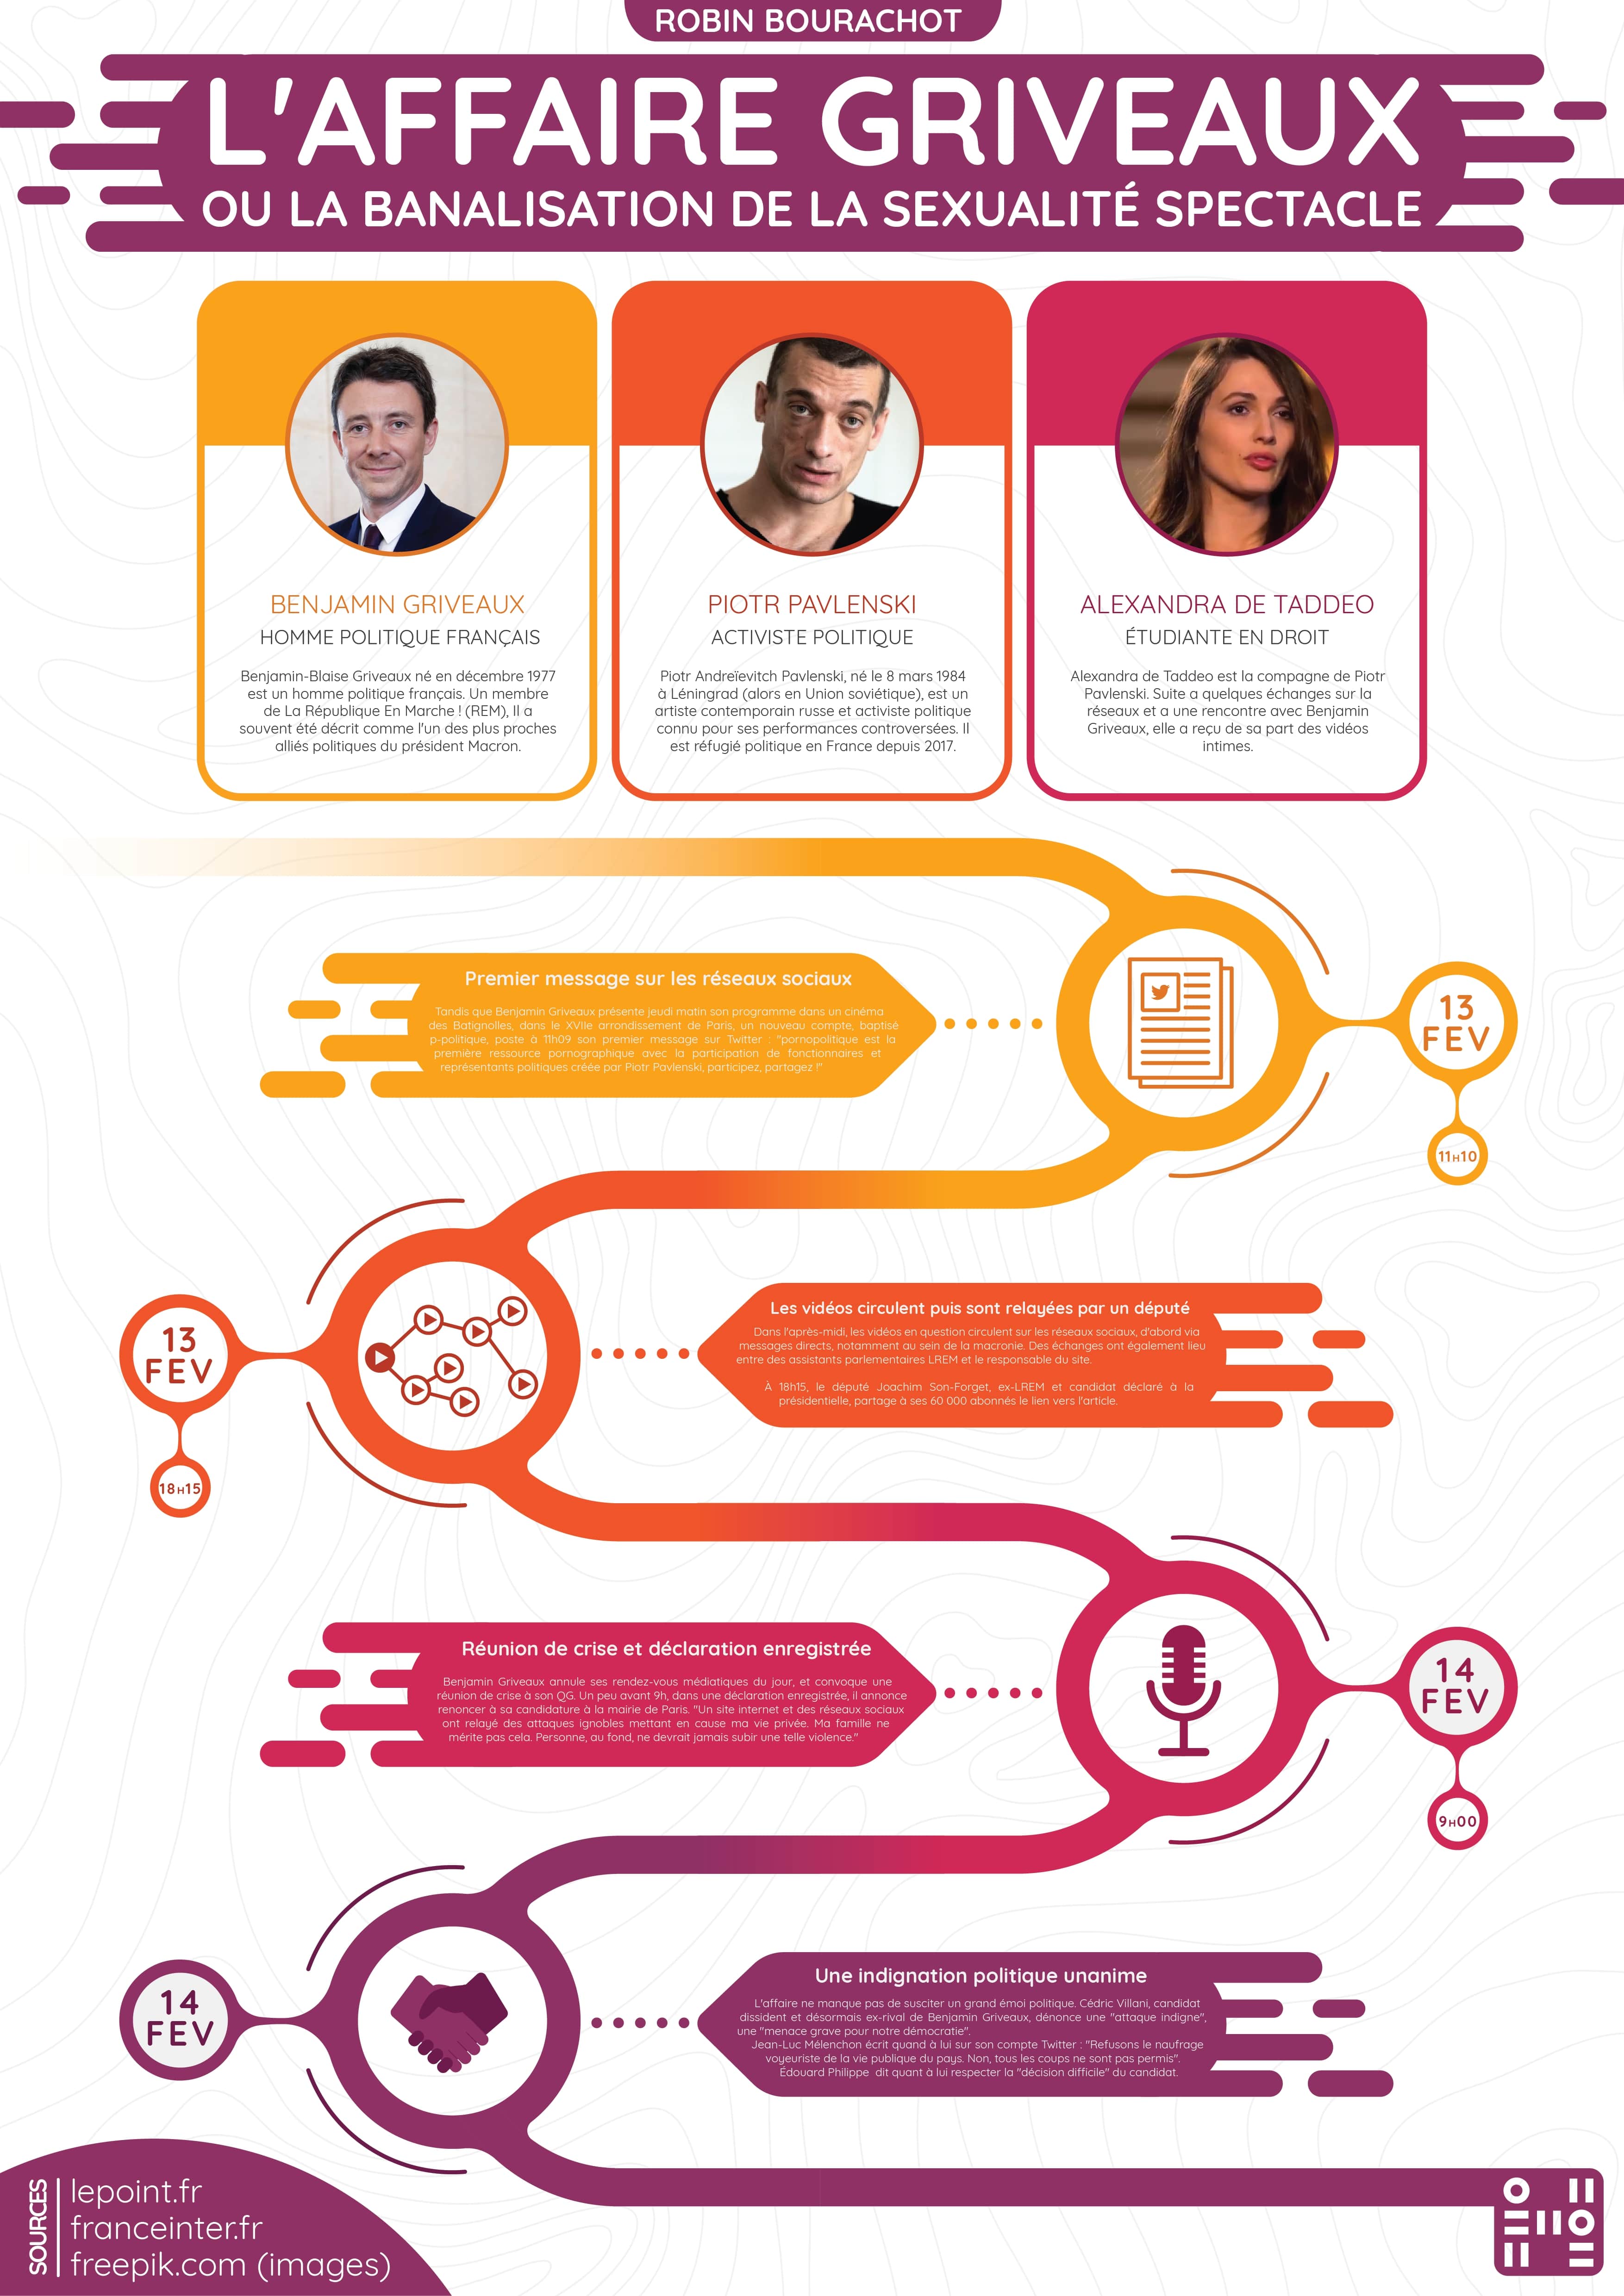 ROBIN BOURACHOT
L'AFFAIRE GRIVEAUX
OU LA BANALISATION DE LA SEXUALITÉ SPECTACLE
BENJAMIN GRIVEAUX
HOMME POLITIQUE FRANÇAIS
Benjamin-Blaise Griveaux né en décembre 1977
est un homme politique français. Un membre
de La République En Marche ! (REM), Il a
souvent été décrit comme l'un des plus proches
alliés politiques du président Macron.
PIOTR PAVLENSKI
ACTIVISTE POLITIQUE
Piotr Andreïevitch Pavlenski, né le 8 mars 1984
à Léningrad (alors en Union soviétique), est un
artiste contemporain russe et activiste politique
connu pour ses performances controversées. Il
est réfugié politique en France depuis 2017.
ALEXANDRA DE TADDEO
ÉTUDIANTE EN DROIT
Alexandra de Taddeo est la compagne de Piotr
Pavlenski. Suite a quelques échanges sur la
réseaux et a une rencontre avec Benjamin
Griveaux, elle a reçu de sa part des vidéos
intimes.
Premier message sur les réseaux sociaux
Tandis que Benjamin Griveaux présente jeudi matin son programme dans un cinéma
des Batignolles, dans le XVIIe arrondissement de Paris, un nouveau compte, baptisé
p-politique, poste à 11h09 son premier message sur Twitter : "pornopolitique est la
première ressource pornographique avec la participation de fonctionnaires et
représentants politiques créée par Piotr Pavlenski, participez, partagez !"
13
FEV
11H10
13
FEV
18H15
Les vidéos circulent puis sont relayées par un député
Dans l'après-midi, les vidéos en question circulent sur les réseaux sociaux, d'abord via
messages directs, notamment au sein de la macronie. Des échanges ont également lieu
entre des assistants parlementaires LREM et le responsable du site.
À 18h15, le député Joachim Son-Forget, ex-LREM et candidat déclaré à la
présidentielle, partage à ses 60 000 abonnés le lien vers l'article.
Réunion de crise et déclaration enregistrée
Benjamin Griveaux annule ses rendez-vous médiatiques du jour, et convoque une
réunion de crise à son QG. Un peu avant 9h, dans une déclaration enregistrée, il annonce
renoncer à sa candidature à la mairie de Paris. "Un site internet et des réseaux sociaux
ont relayé des attaques ignobles mettant en cause ma vie privée. Ma famille ne
mérite pas cela. Personne, au fond, ne devrait jamais subir une telle violence."
14
FEV
9H00
14
FEV
Une indignation politique unanime
L'affaire ne manque pas de susciter un grand émoi politique. Cédric Villani, candidat
dissident et désormais ex-rival de Benjamin Griveaux, dénonce une "attaque indigne",
une "menace grave pour notre démocratie".
Jean-Luc Mélenchon écrit quand à lui sur son compte Twitter : "Refusons le naufrage
voyeuriste de la vie publique du pays. Non, tous les coups ne sont pas permis".
Édouard Philippe dit quant à lui respecter la "décision difficile" du candidat.
SOURCES
lepoint.fr
franceinter.fr
freepik.com (images)